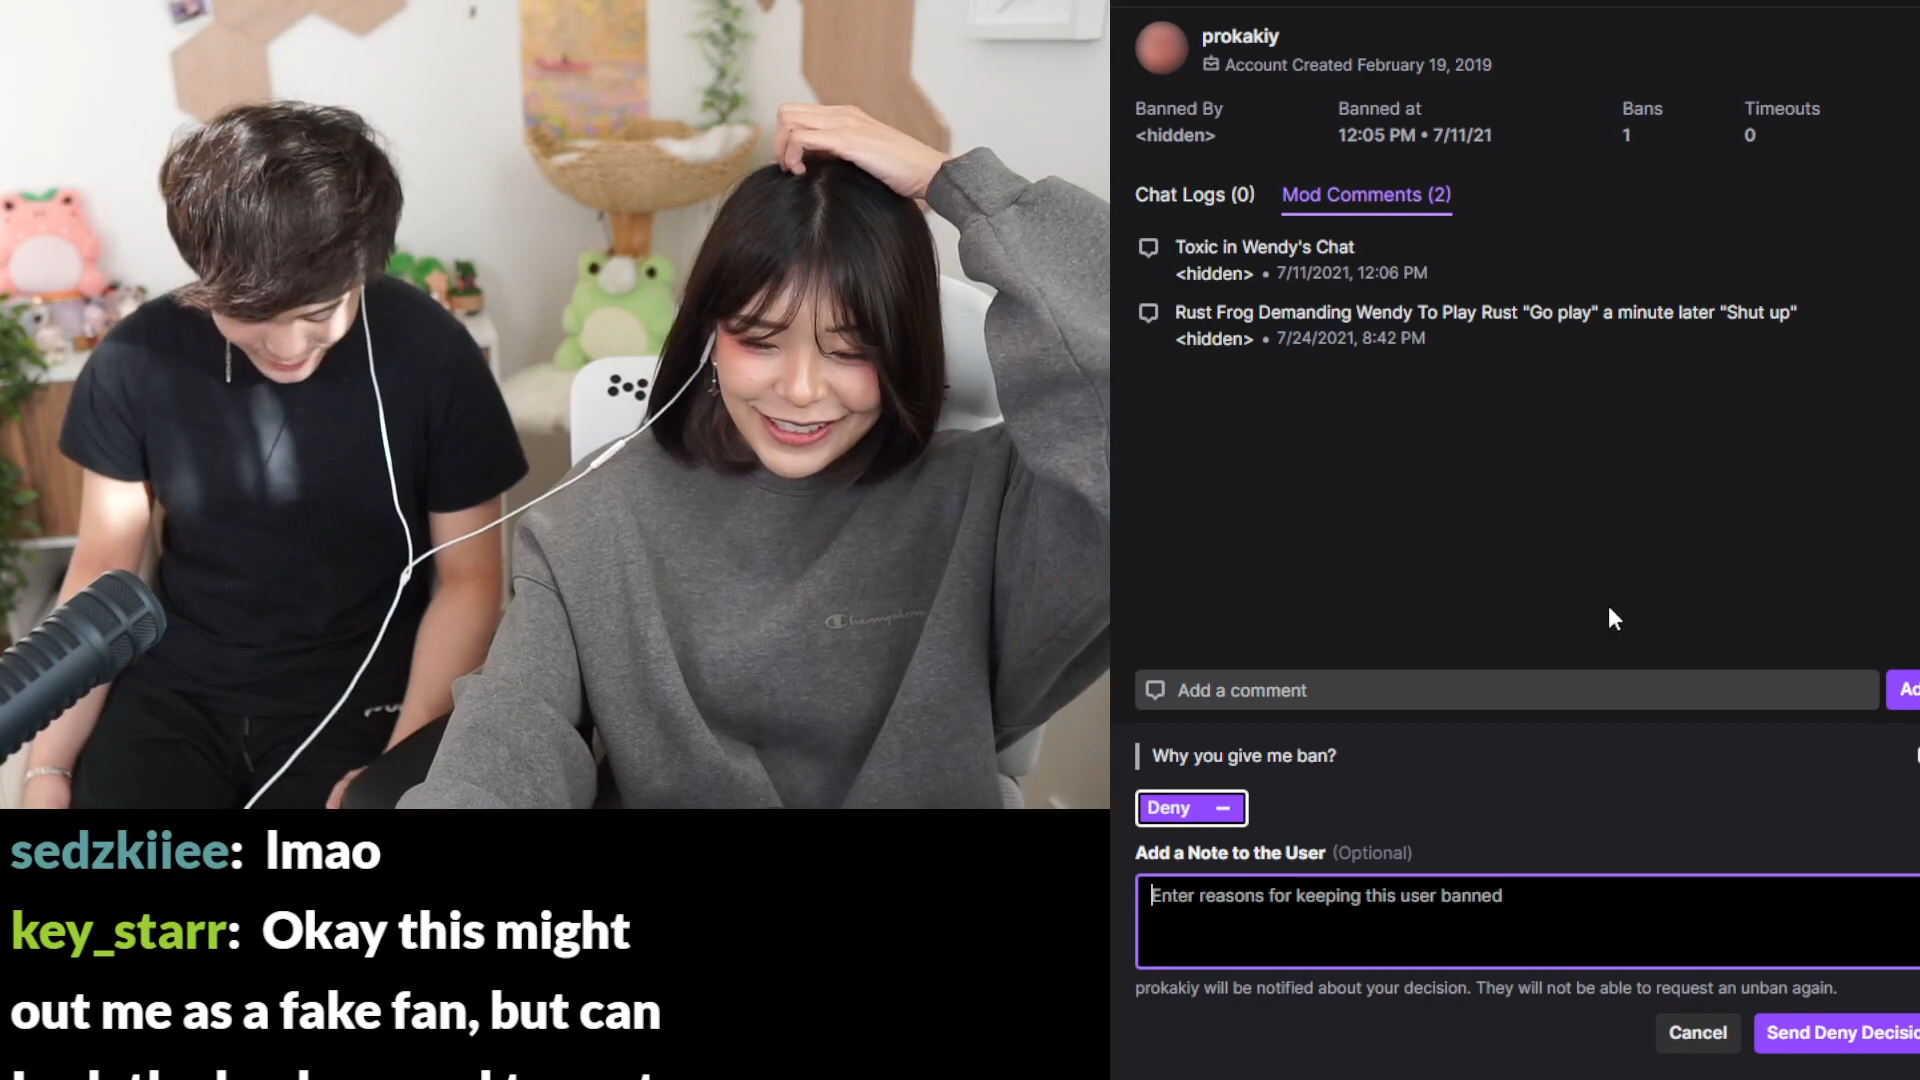 prokakiy
Account Created February 19, 2019
Banned By
Banned at
Bans
Timeouts
<hidden>
12:05 PM • 7/11/21
1
0
Chat Logs (0)
Mod Comments (2)
Toxic in Wendy's Chat
<hidden> • 7/11/2021, 12:06 PM
Rust Frog Demanding Wendy To Play Rust "Go play" a minute later "Shut up"
<hidden> • 7/24/2021, 8:42 PM
Champion
Add a comment
Why you give me ban?
Deny
Add a Note to the User (Optional)
Enter reasons for keeping this user banned
prokakiy will be notified about your decision. They will not be able to request an unban again.
Cancel
Send Deny
sedzkiiee: lmao
key_starr: Okay this might
out me as a fake fan, but can